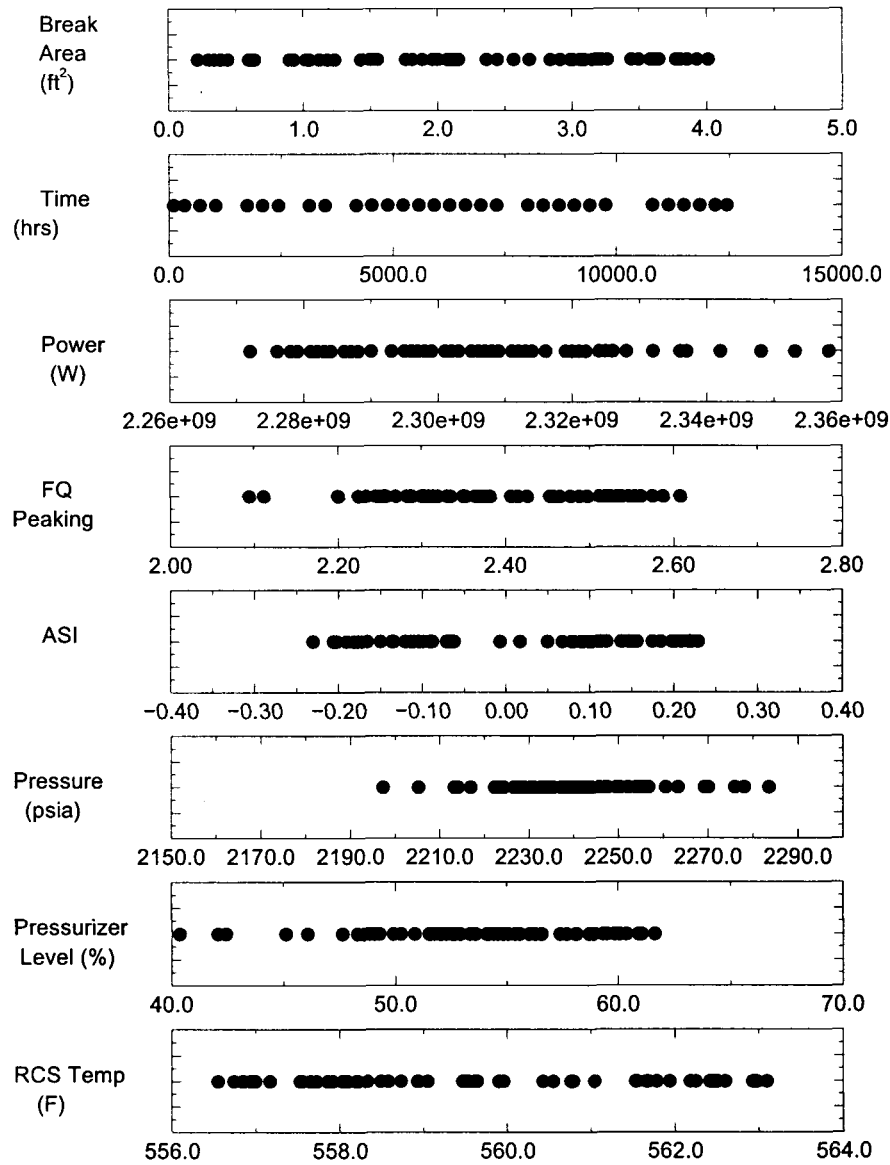 Break
Area
(ft²)
0.0 1.0 2.0 3.0 4.0 5.0
Time
(hrs)
0.0 5000.0 10000.0 15000.0
Power
(W)
2.26e+09 2.28e+09 2.30e+09 2.32e+09 2.34e+09 2.36e+09
FQ
Peaking
2.00 2.20 2.40 2.60 2.80
ASI
−0.40 −0.30 −0.20 −0.10 0.00 0.10 0.20 0.30 0.40
Pressure
(psia)
2150.0 2170.0 2190.0 2210.0 2230.0 2250.0 2270.0 2290.0
Pressurizer
Level (%)
40.0 50.0 60.0 70.0
RCS Temp
(F)
556.0 558.0 560.0 562.0 564.0